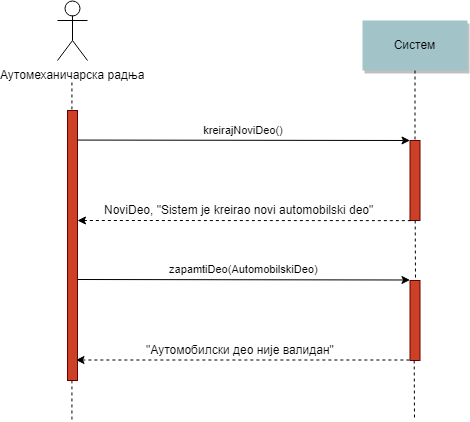 Систем
Аутомеханичарска радња
kreirajNoviDeo()
NoviDeo, "Sistem je kreirao novi automobilski deo"
zapamtiDeo(AutomobilskiDeo)
"Аутомобилски део није валидан"